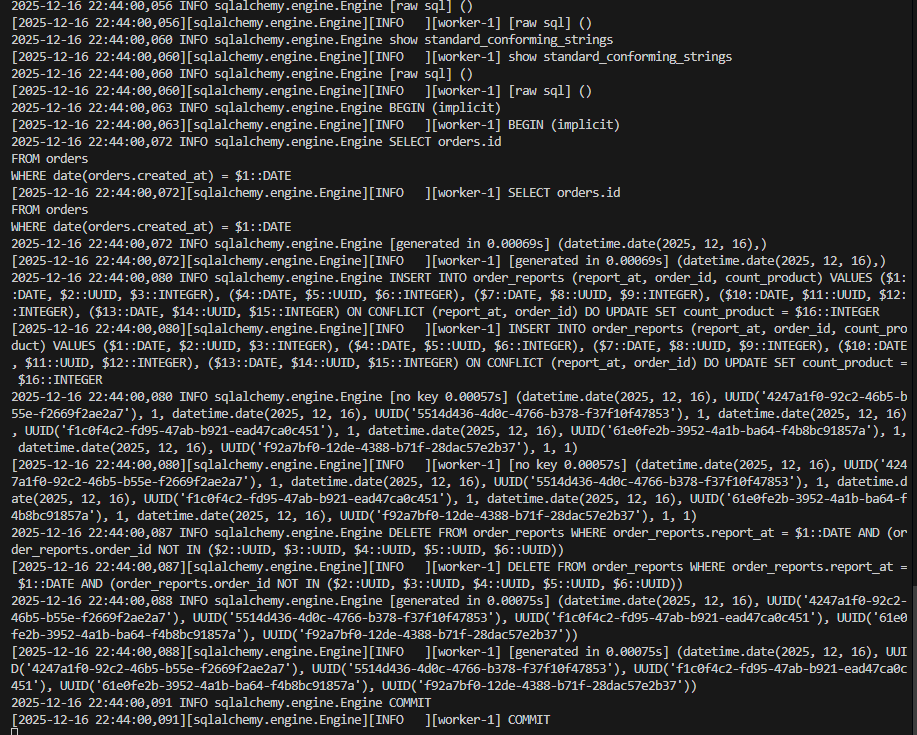 2025-12-16 22:44:00,056 INFO sqlalchemy.engine.Engine [raw sql] ()
[2025-12-16 22:44:00,056][sqlalchemy.engine.Engine][INFO   ][worker-1] [raw sql] ()
2025-12-16 22:44:00,060 INFO sqlalchemy.engine.Engine show standard_conforming_strings
[2025-12-16 22:44:00,060][sqlalchemy.engine.Engine][INFO   ][worker-1] show standard_conforming_strings
2025-12-16 22:44:00,060 INFO sqlalchemy.engine.Engine [raw sql] ()
[2025-12-16 22:44:00,060][sqlalchemy.engine.Engine][INFO   ][worker-1] [raw sql] ()
2025-12-16 22:44:00,063 INFO sqlalchemy.engine.Engine BEGIN (implicit)
[2025-12-16 22:44:00,063][sqlalchemy.engine.Engine][INFO   ][worker-1] BEGIN (implicit)
2025-12-16 22:44:00,072 INFO sqlalchemy.engine.Engine SELECT orders.id
FROM orders
WHERE date(orders.created_at) = $1::DATE
[2025-12-16 22:44:00,072][sqlalchemy.engine.Engine][INFO   ][worker-1] SELECT orders.id
FROM orders
WHERE date(orders.created_at) = $1::DATE
2025-12-16 22:44:00,072 INFO sqlalchemy.engine.Engine [generated in 0.00069s] (datetime.date(2025, 12, 16),)
[2025-12-16 22:44:00,072][sqlalchemy.engine.Engine][INFO   ][worker-1] [generated in 0.00069s] (datetime.date(2025, 12, 16),)
2025-12-16 22:44:00,080 INFO sqlalchemy.engine.Engine INSERT INTO order_reports (report_at, order_id, count_product) VALUES ($1:
:DATE, $2::UUID, $3::INTEGER), ($4::DATE, $5::UUID, $6::INTEGER), ($7::DATE, $8::UUID, $9::INTEGER), ($10::DATE, $11::UUID, $12:
:INTEGER), ($13::DATE, $14::UUID, $15::INTEGER) ON CONFLICT (report_at, order_id) DO UPDATE SET count_product = $16::INTEGER
[2025-12-16 22:44:00,080][sqlalchemy.engine.Engine][INFO   ][worker-1] INSERT INTO order_reports (report_at, order_id, count_pro
duct) VALUES ($1::DATE, $2::UUID, $3::INTEGER), ($4::DATE, $5::UUID, $6::INTEGER), ($7::DATE, $8::UUID, $9::INTEGER), ($10::DATE
, $11::UUID, $12::INTEGER), ($13::DATE, $14::UUID, $15::INTEGER) ON CONFLICT (report_at, order_id) DO UPDATE SET count_product =
 $16::INTEGER
2025-12-16 22:44:00,080 INFO sqlalchemy.engine.Engine [no key 0.00057s] (datetime.date(2025, 12, 16), UUID('4247a1f0-92c2-46b5-b
55e-f2669f2ae2a7'), 1, datetime.date(2025, 12, 16), UUID('5514d436-4d0c-4766-b378-f37f10f47853'), 1, datetime.date(2025, 12, 16)
, UUID('f1c0f4c2-fd95-47ab-b921-ead47ca0c451'), 1, datetime.date(2025, 12, 16), UUID('61e0fe2b-3952-4a1b-ba64-f4b8bc91857a'), 1,
 datetime.date(2025, 12, 16), UUID('f92a7bf0-12de-4388-b71f-28dac57e2b37'), 1, 1)
[2025-12-16 22:44:00,080][sqlalchemy.engine.Engine][INFO   ][worker-1] [no key 0.00057s] (datetime.date(2025, 12, 16), UUID('424
7a1f0-92c2-46b5-b55e-f2669f2ae2a7'), 1, datetime.date(2025, 12, 16), UUID('5514d436-4d0c-4766-b378-f37f10f47853'), 1, datetime.d
ate(2025, 12, 16), UUID('f1c0f4c2-fd95-47ab-b921-ead47ca0c451'), 1, datetime.date(2025, 12, 16), UUID('61e0fe2b-3952-4a1b-ba64-f
4b8bc91857a'), 1, datetime.date(2025, 12, 16), UUID('f92a7bf0-12de-4388-b71f-28dac57e2b37'), 1, 1)
2025-12-16 22:44:00,087 INFO sqlalchemy.engine.Engine DELETE FROM order_reports WHERE order_reports.report_at = $1::DATE AND (or
der_reports.order_id NOT IN ($2::UUID, $3::UUID, $4::UUID, $5::UUID, $6::UUID))
[2025-12-16 22:44:00,087][sqlalchemy.engine.Engine][INFO   ][worker-1] DELETE FROM order_reports WHERE order_reports.report_at =
 $1::DATE AND (order_reports.order_id NOT IN ($2::UUID, $3::UUID, $4::UUID, $5::UUID, $6::UUID))
2025-12-16 22:44:00,088 INFO sqlalchemy.engine.Engine [generated in 0.00075s] (datetime.date(2025, 12, 16), UUID('4247a1f0-92c2-
46b5-b55e-f2669f2ae2a7'), UUID('5514d436-4d0c-4766-b378-f37f10f47853'), UUID('f1c0f4c2-fd95-47ab-b921-ead47ca0c451'), UUID('61e0
fe2b-3952-4a1b-ba64-f4b8bc91857a'), UUID('f92a7bf0-12de-4388-b71f-28dac57e2b37'))
[2025-12-16 22:44:00,088][sqlalchemy.engine.Engine][INFO   ][worker-1] [generated in 0.00075s] (datetime.date(2025, 12, 16), UUI
D('4247a1f0-92c2-46b5-b55e-f2669f2ae2a7'), UUID('5514d436-4d0c-4766-b378-f37f10f47853'), UUID('f1c0f4c2-fd95-47ab-b921-ead47ca0c
451'), UUID('61e0fe2b-3952-4a1b-ba64-f4b8bc91857a'), UUID('f92a7bf0-12de-4388-b71f-28dac57e2b37'))
2025-12-16 22:44:00,091 INFO sqlalchemy.engine.Engine COMMIT
[2025-12-16 22:44:00,091][sqlalchemy.engine.Engine][INFO   ][worker-1] COMMIT